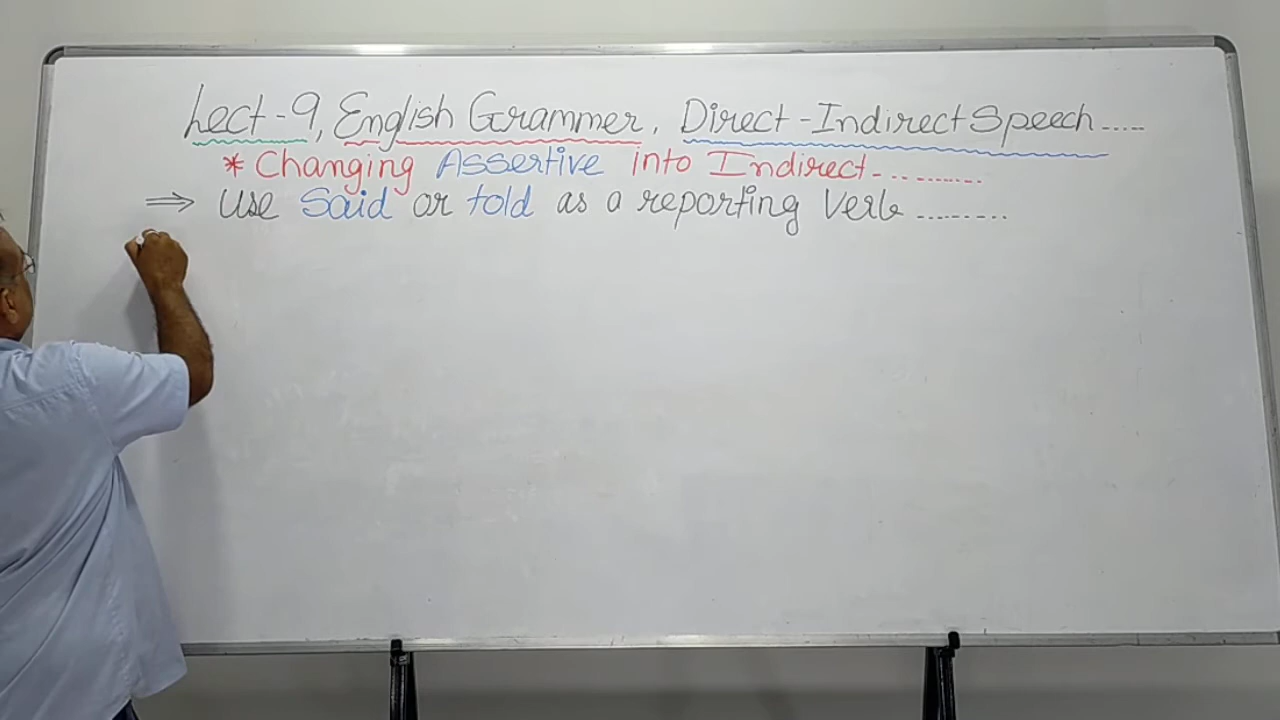 Lect-9, English Grammer, Direct-Indirect Speech.....
* Changing Assertive into Indirect..........
⇒ Use Said or told as a reporting Verb ........